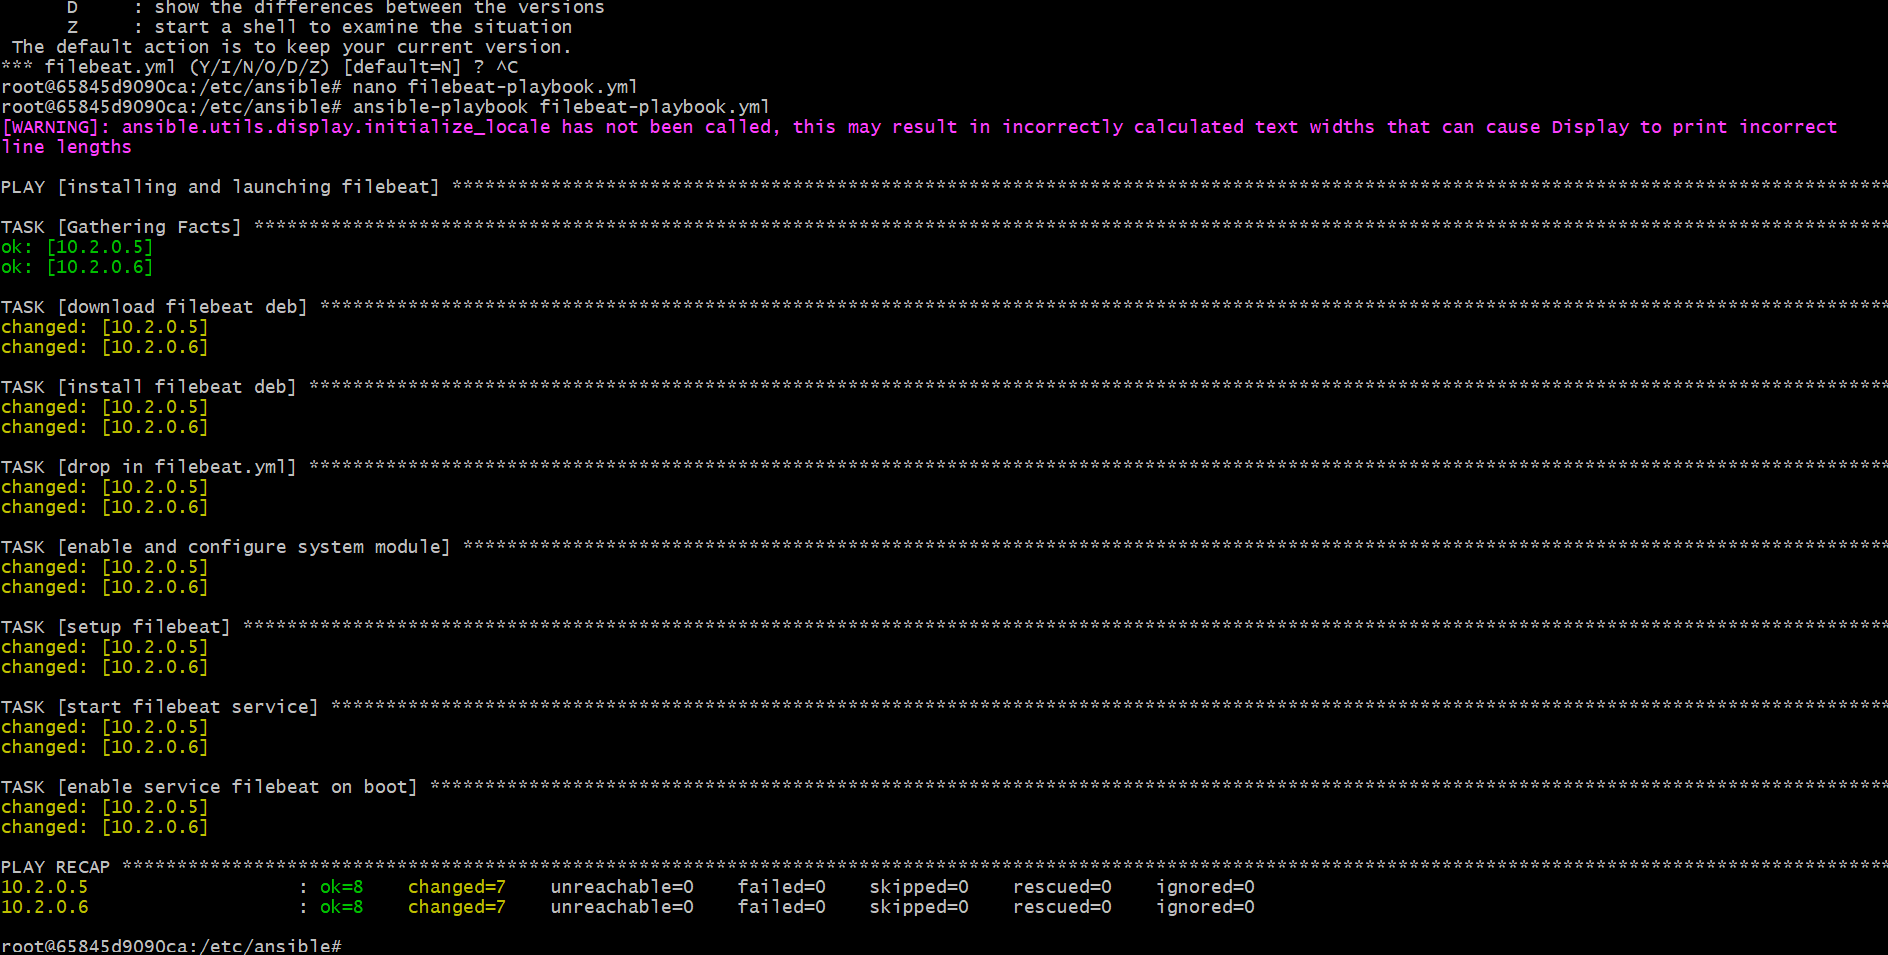 D     : show the differences between the versions
Z     : start a shell to examine the situation
The default action is to keep your current version.
*** filebeat.yml (Y/I/N/O/D/Z) [default=N] ? ^C
root@65845d9090ca:/etc/ansible# nano filebeat-playbook.yml
root@65845d9090ca:/etc/ansible# ansible-playbook filebeat-playbook.yml
[WARNING]: ansible.utils.display.initialize_locale has not been called, this may result in incorrectly calculated text widths that can cause Display to print incorrect
line lengths
PLAY [installing and launching filebeat] ***********************************************************************************************************************************
TASK [Gathering Facts] *****************************************************************************************************************************************************
ok: [10.2.0.5]
ok: [10.2.0.6]
TASK [download filebeat deb] ***********************************************************************************************************************************************
changed: [10.2.0.5]
changed: [10.2.0.6]
TASK [install filebeat deb] ************************************************************************************************************************************************
changed: [10.2.0.5]
changed: [10.2.0.6]
TASK [drop in filebeat.yml] ************************************************************************************************************************************************
changed: [10.2.0.5]
changed: [10.2.0.6]
TASK [enable and configure system module] **********************************************************************************************************************************
changed: [10.2.0.5]
changed: [10.2.0.6]
TASK [setup filebeat] ******************************************************************************************************************************************************
changed: [10.2.0.5]
changed: [10.2.0.6]
TASK [start filebeat service] **********************************************************************************************************************************************
changed: [10.2.0.5]
changed: [10.2.0.6]
TASK [enable service filebeat on boot] *************************************************************************************************************************************
changed: [10.2.0.5]
changed: [10.2.0.6]
PLAY RECAP *****************************************************************************************************************************************************************
10.2.0.5                   : ok=8    changed=7    unreachable=0    failed=0    skipped=0    rescued=0    ignored=0
10.2.0.6                   : ok=8    changed=7    unreachable=0    failed=0    skipped=0    rescued=0    ignored=0
root@65845d9090ca:/etc/ansible#